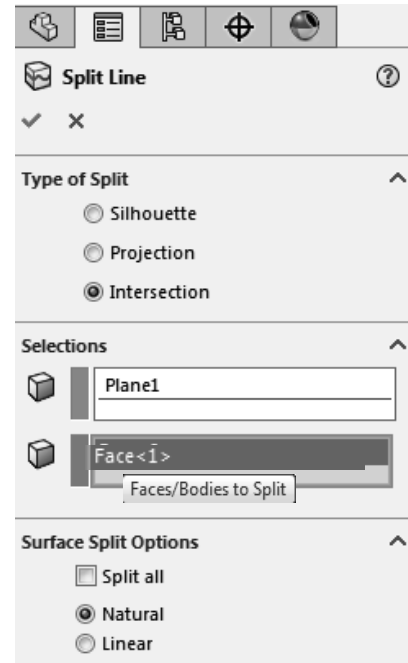 Split Line
Type of Split
Silhouette
Projection
Intersection
Selections
Plane1
Face<1>
Faces/Bodies to Split
Surface Split Options
Split all
Natural
Linear